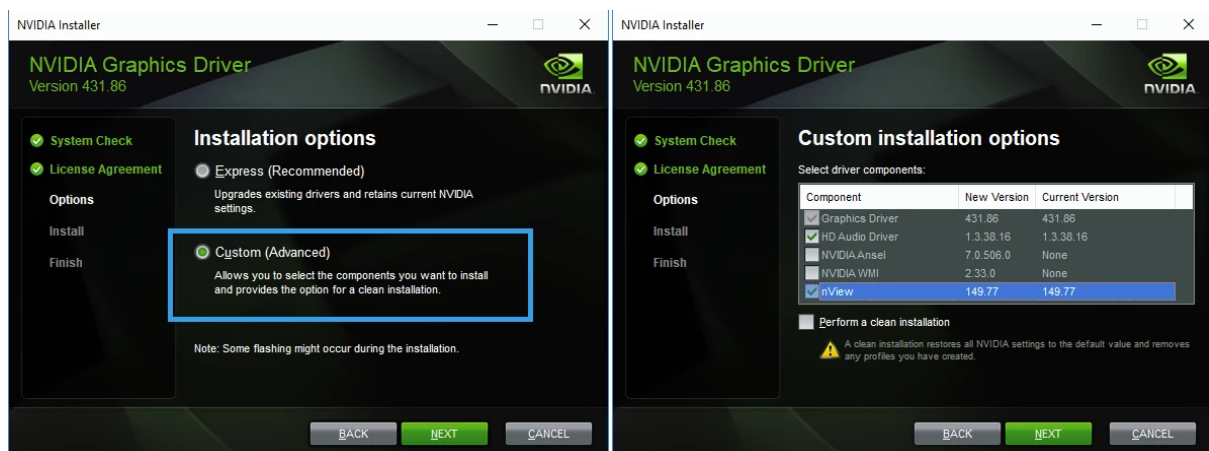 NVIDIA Installer
NVIDIA Graphics Driver
Version 431.86
NVIDIA.
System Check
License Agreement
Options
Install
Finish
Installation options
Express (Recommended)
Upgrades existing drivers and retains current NVIDIA
settings.
Custom (Advanced)
Allows you to select the components you want to install
and provides the option for a clean installation.
Note: Some flashing might occur during the installation.
BACK NEXT CANCEL
NVIDIA Installer
NVIDIA Graphics Driver
Version 431.86
NVIDIA.
System Check
License Agreement
Options
Install
Finish
Custom installation options
Select driver components:
Component New Version Current Version
Graphics Driver 431.86 431.86
HD Audio Driver 1.3.38.16 1.3.38.16
NVIDIA Ansel 7.0.506.0 None
NVIDIA WMI 2.33.0 None
nView 149.77 149.77
Perform a clean installation
A clean installation restores all NVIDIA settings to the default value and removes
any profiles you have created.
BACK NEXT CANCEL